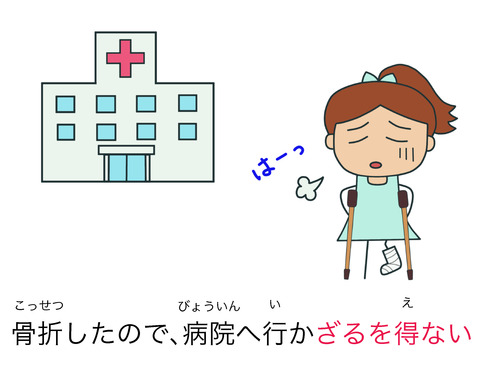 はーっ
こっせつ びょういん い え
骨折したので、病院へ行かざるを得ない